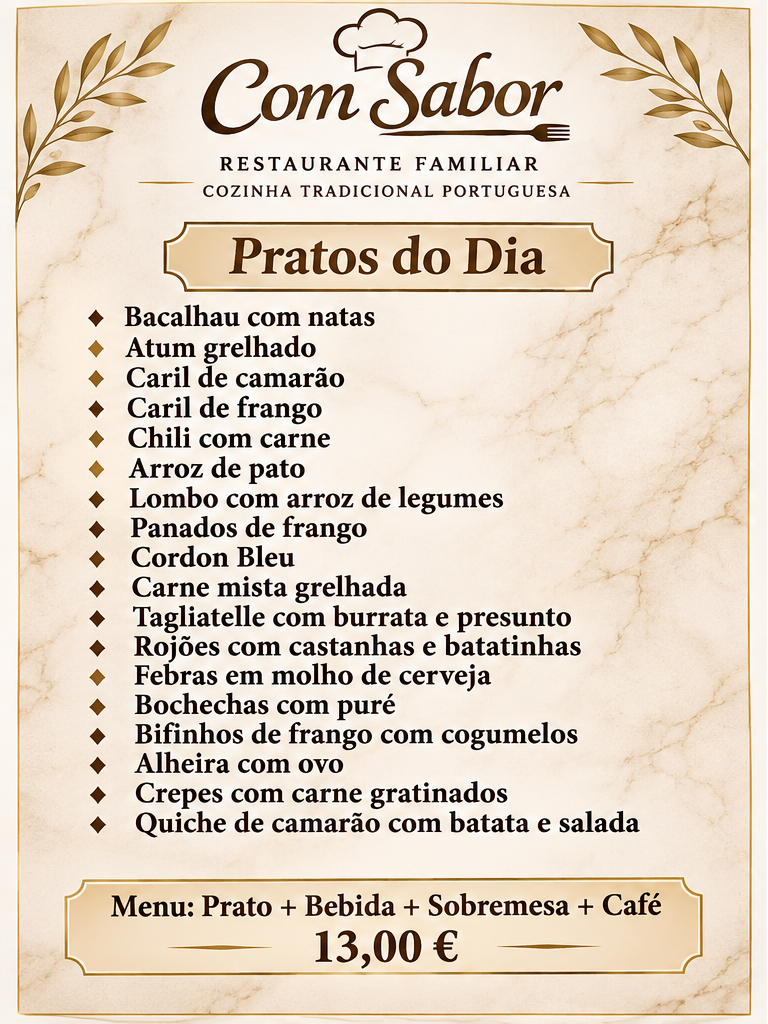 Com Sabor
RESTAURANTE FAMILIAR
COZINHA TRADICIONAL PORTUGUESA
Pratos do Dia
Bacalhau com natas
Atum grelhado
Caril de camarão
Caril de frango
Chili com carne
Arroz de pato
Lombo com arroz de legumes
Panados de frango
Cordon Bleu
Carne mista grelhada
Tagliatelle com burrata e presunto
Rojões com castanhas e batatinhas
Febras em molho de cerveja
Bochechas com puré
Bifinhos de frango com cogumelos
Alheira com ovo
Crepes com carne gratinados
Quiche de camarão com batata e salada
Menu: Prato + Bebida + Sobremesa + Café
13,00 €